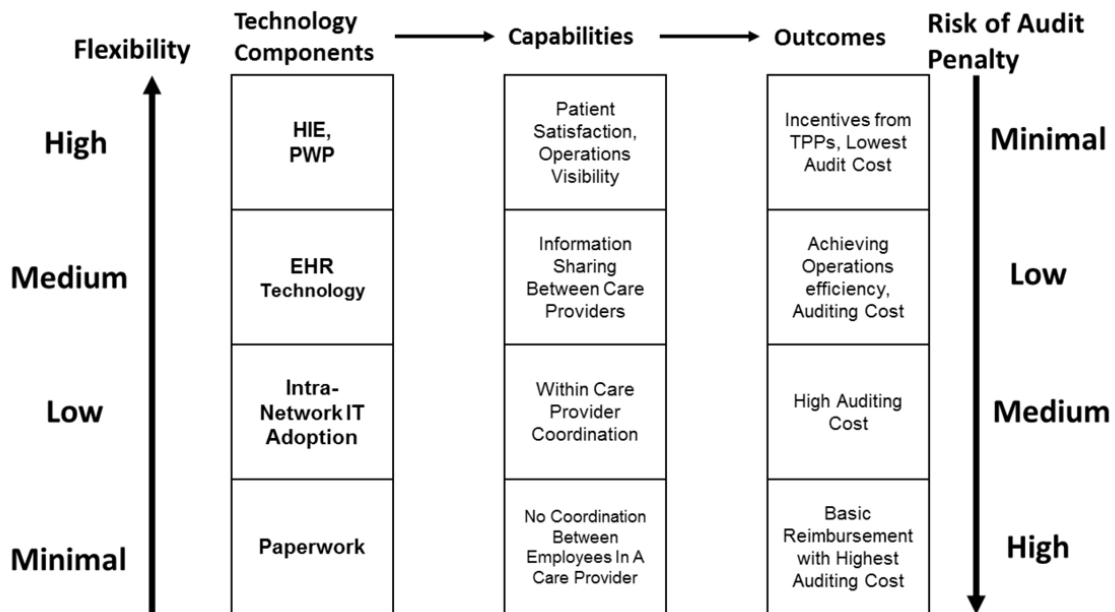 Flexibility
Technology
Components
Capabilities
Outcomes
Risk of Audit
Penalty
High
HIE,
PWP
Patient
Satisfaction,
Operations
Visibility
Incentives from
TPPs, Lowest
Audit Cost
Minimal
Medium
EHR
Technology
Information
Sharing
Between Care
Providers
Achieving
Operations
efficiency,
Auditing Cost
Low
Low
Intra-
Network IT
Adoption
Within Care
Provider
Coordination
High Auditing
Cost
Medium
Minimal
Paperwork
No Coordination
Between
Employees In A
Care Provider
Basic
Reimbursement
with Highest
Auditing Cost
High